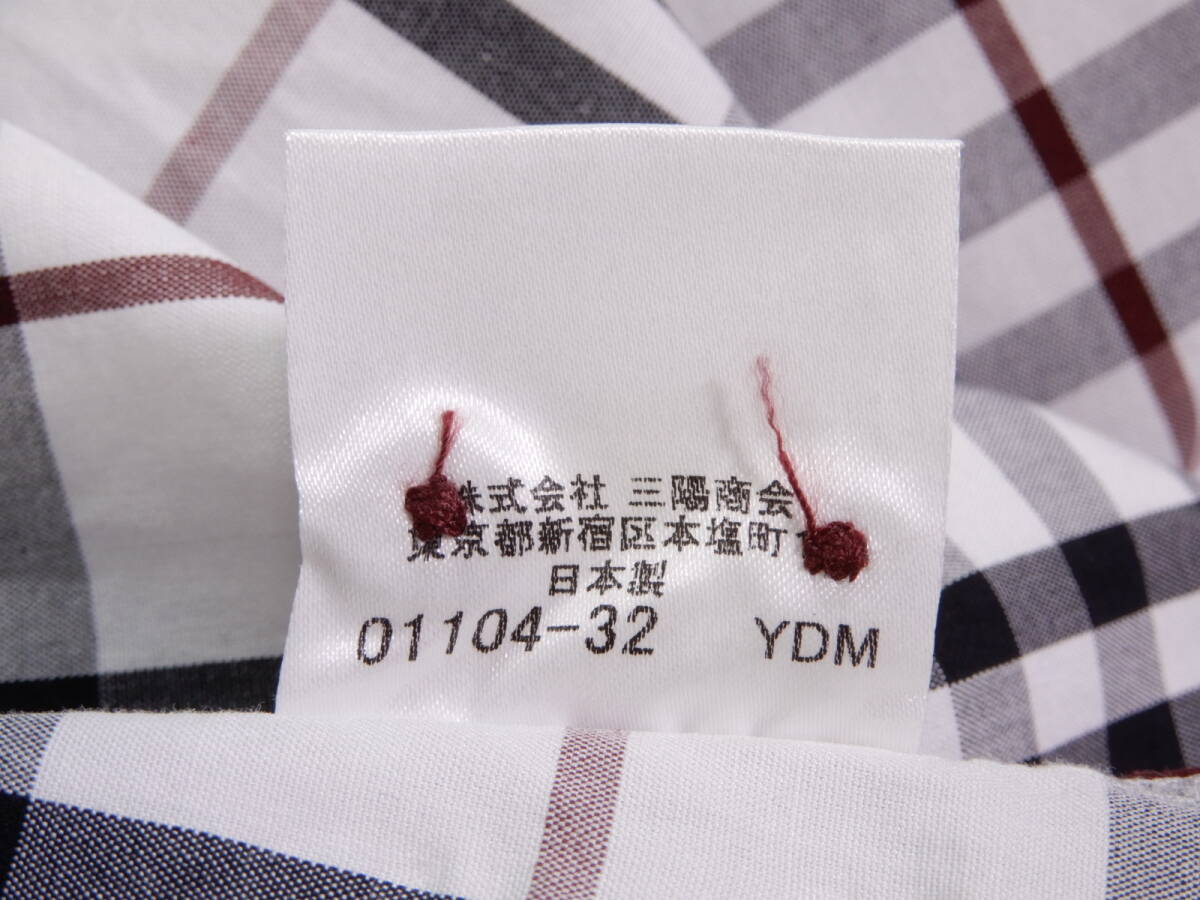 株式会社 三陽商会
東京都新宿区本塩町
日本製
01104-32 YDM